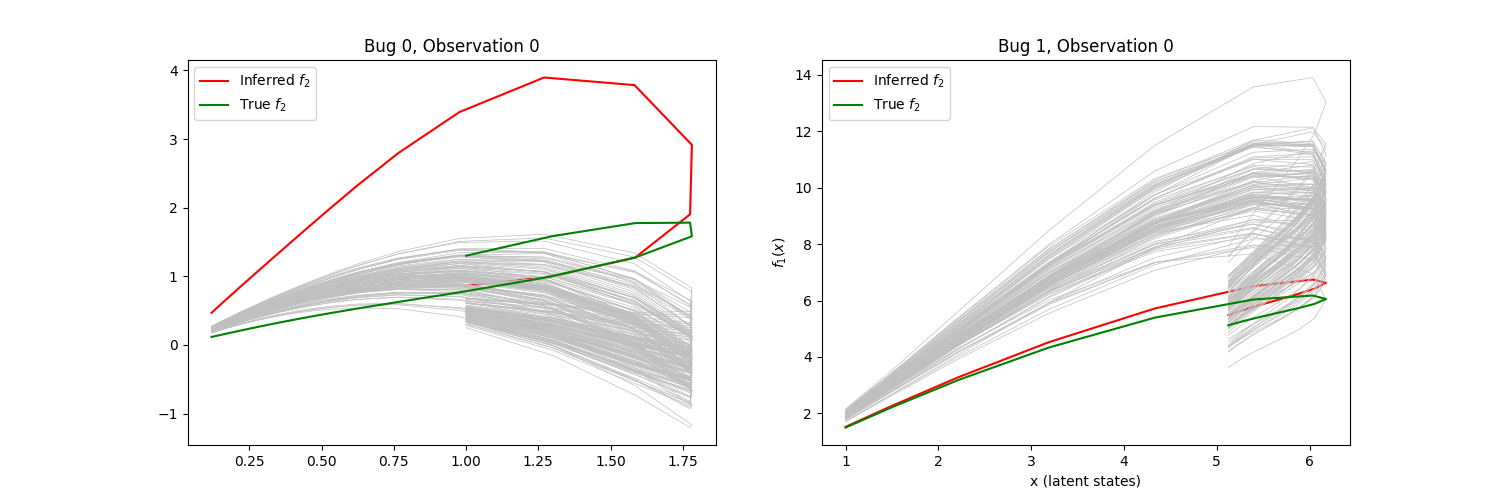 Bug 0, Observation 0
Inferred f₂
True f₂
4
3
2
1
0
−1
0.25 0.50 0.75 1.00 1.25 1.50 1.75
Bug 1, Observation 0
Inferred f₂
True f₂
14
12
10
8
6
4
2
f₁(x)
1 2 3 4 5 6
x (latent states)